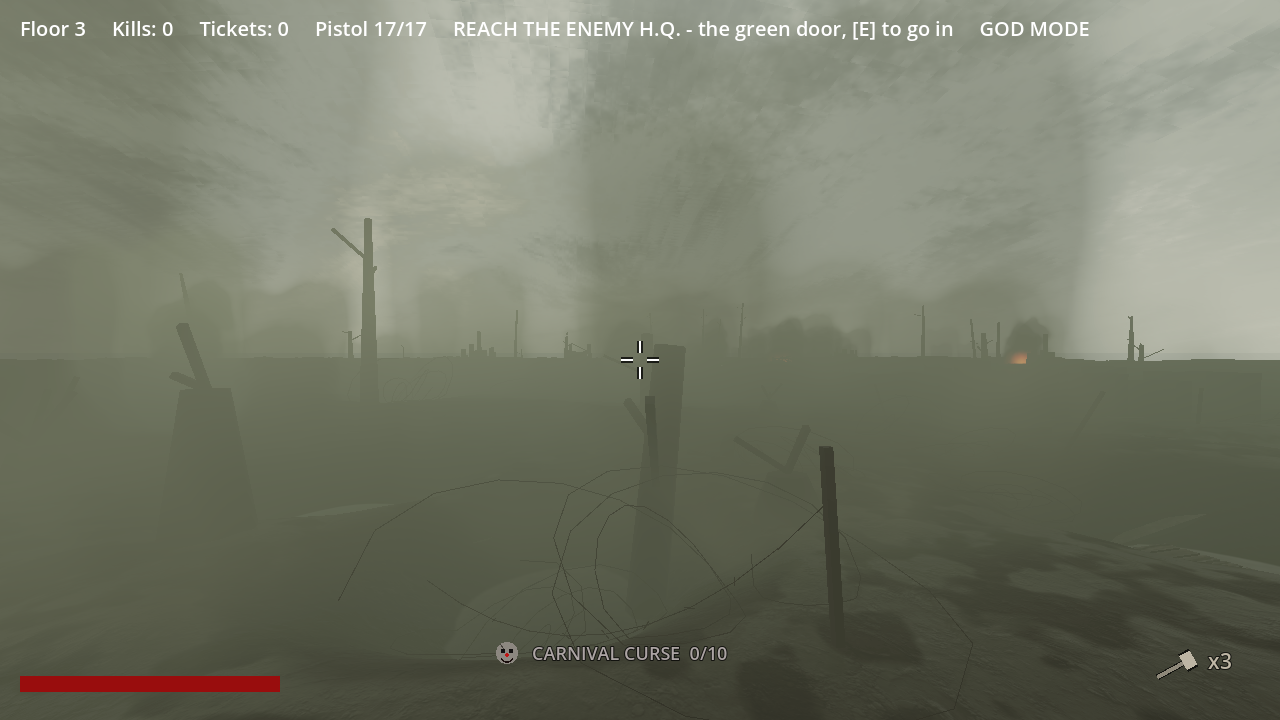 Floor 3 Kills: 0 Tickets: 0 Pistol 17/17 REACH THE ENEMY H.Q. - the green door, [E] to go in GOD MODE
CARNIVAL CURSE 0/10
x3